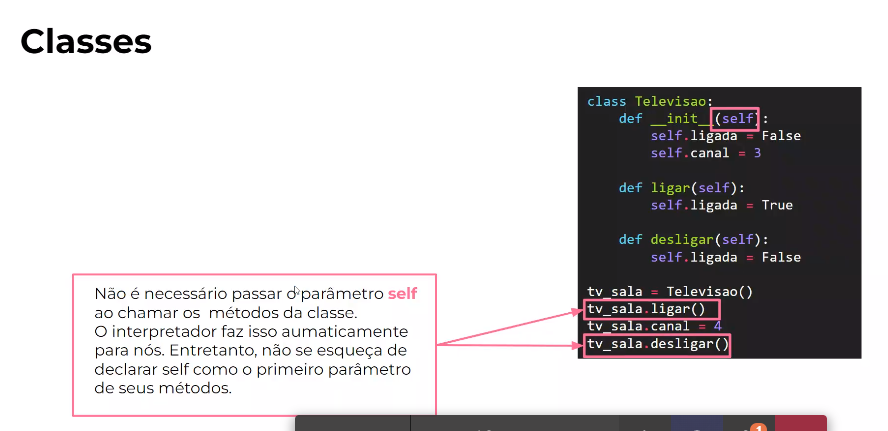 Classes
class Televisao:
def __init__(self):
self.ligada = False
self.canal = 3
def ligar(self):
self.ligada = True
def desligar(self):
self.ligada = False
tv_sala = Televisao()
tv_sala.ligar()
tv_sala.canal = 4
tv_sala.desligar()
Não é necessário passar o parâmetro self
ao chamar os métodos da classe.
O interpretador faz isso aumaticamente
para nós. Entretanto, não se esqueça de
declarar self como o primeiro parâmetro
de seus métodos.
1